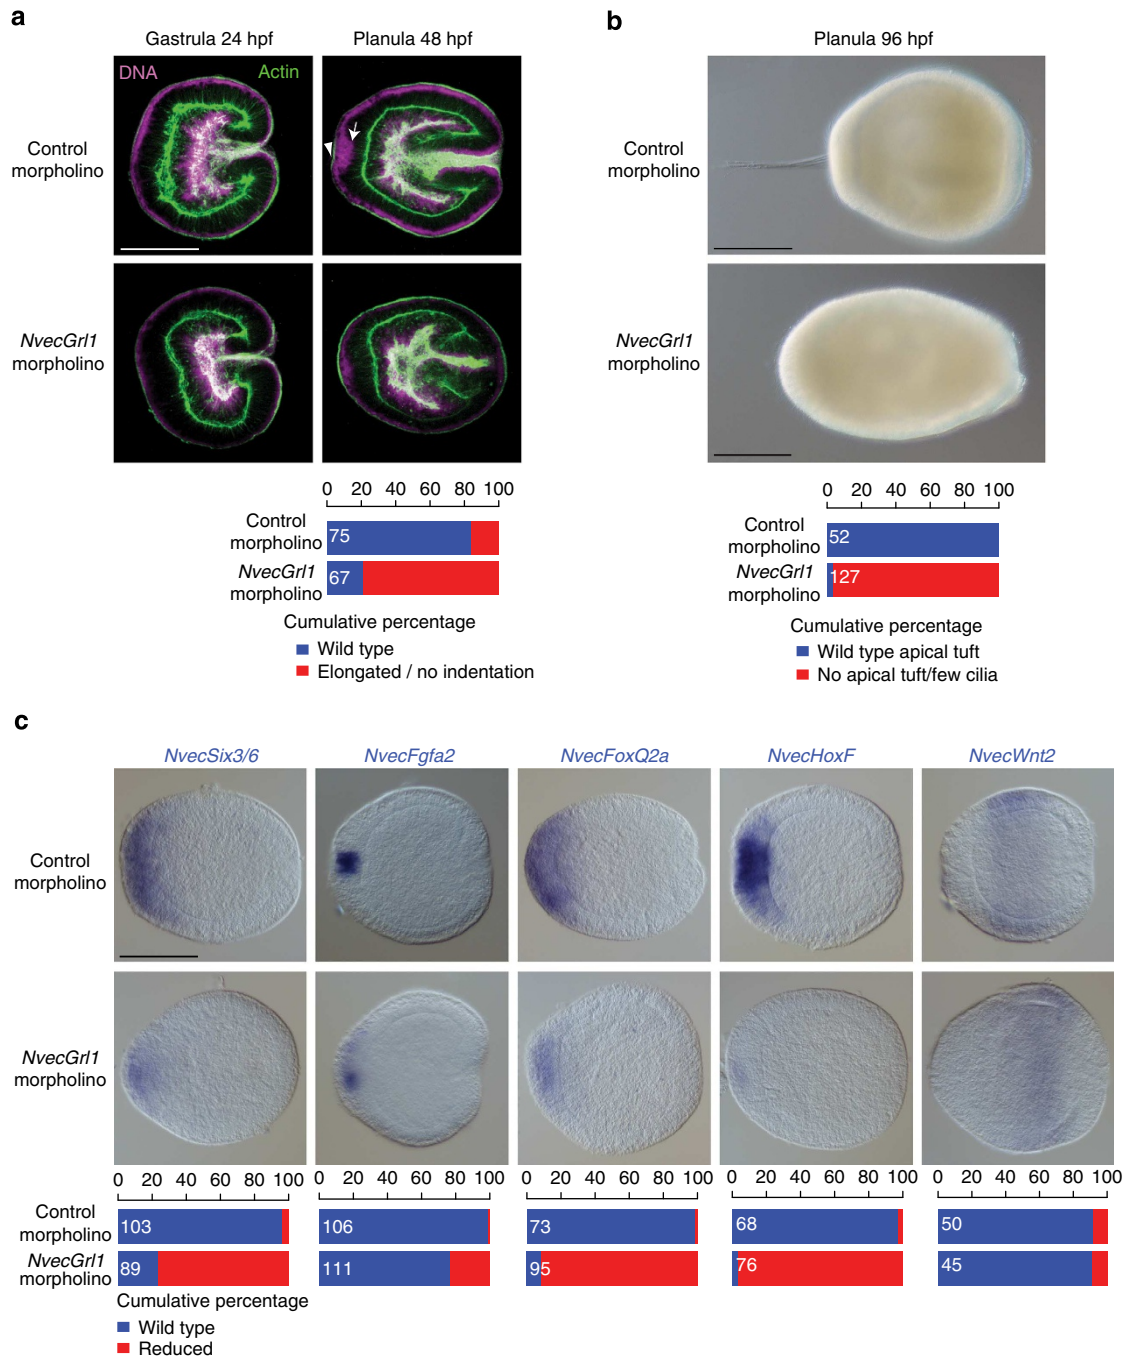 a
Gastrula 24 hpf
Planula 48 hpf
DNA
Actin
Control
morpholino
NvecGrl1
morpholino
0 20 40 60 80 100
Control
morpholino
75
NvecGrl1
morpholino
67
Cumulative percentage
Wild type
Elongated / no indentation
b
Planula 96 hpf
Control
morpholino
NvecGrl1
morpholino
0 20 40 60 80 100
Control
morpholino
52
NvecGrl1
morpholino
127
Cumulative percentage
Wild type apical tuft
No apical tuft/few cilia
c
NvecSix3/6
NvecFgfa2
NvecFoxQ2a
NvecHoxF
NvecWnt2
Control
morpholino
NvecGrl1
morpholino
0 20 40 60 80 100
0 20 40 60 80 100
0 20 40 60 80 100
0 20 40 60 80 100
0 20 40 60 80 100
Control
morpholino
103
106
73
68
50
NvecGrl1
morpholino
89
111
95
76
45
Cumulative percentage
Wild type
Reduced